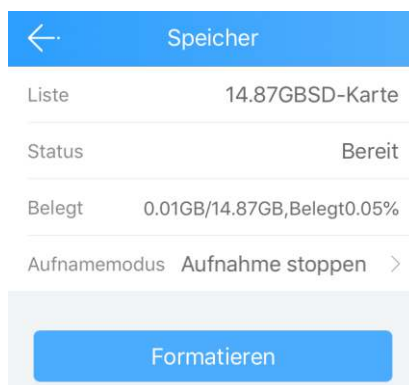 Speicher
Liste 14.87GBSD-Karte
Status Bereit
Belegt 0.01GB/14.87GB,Belegt0.05%
Aufnamemodus Aufnahme stoppen
Formatieren